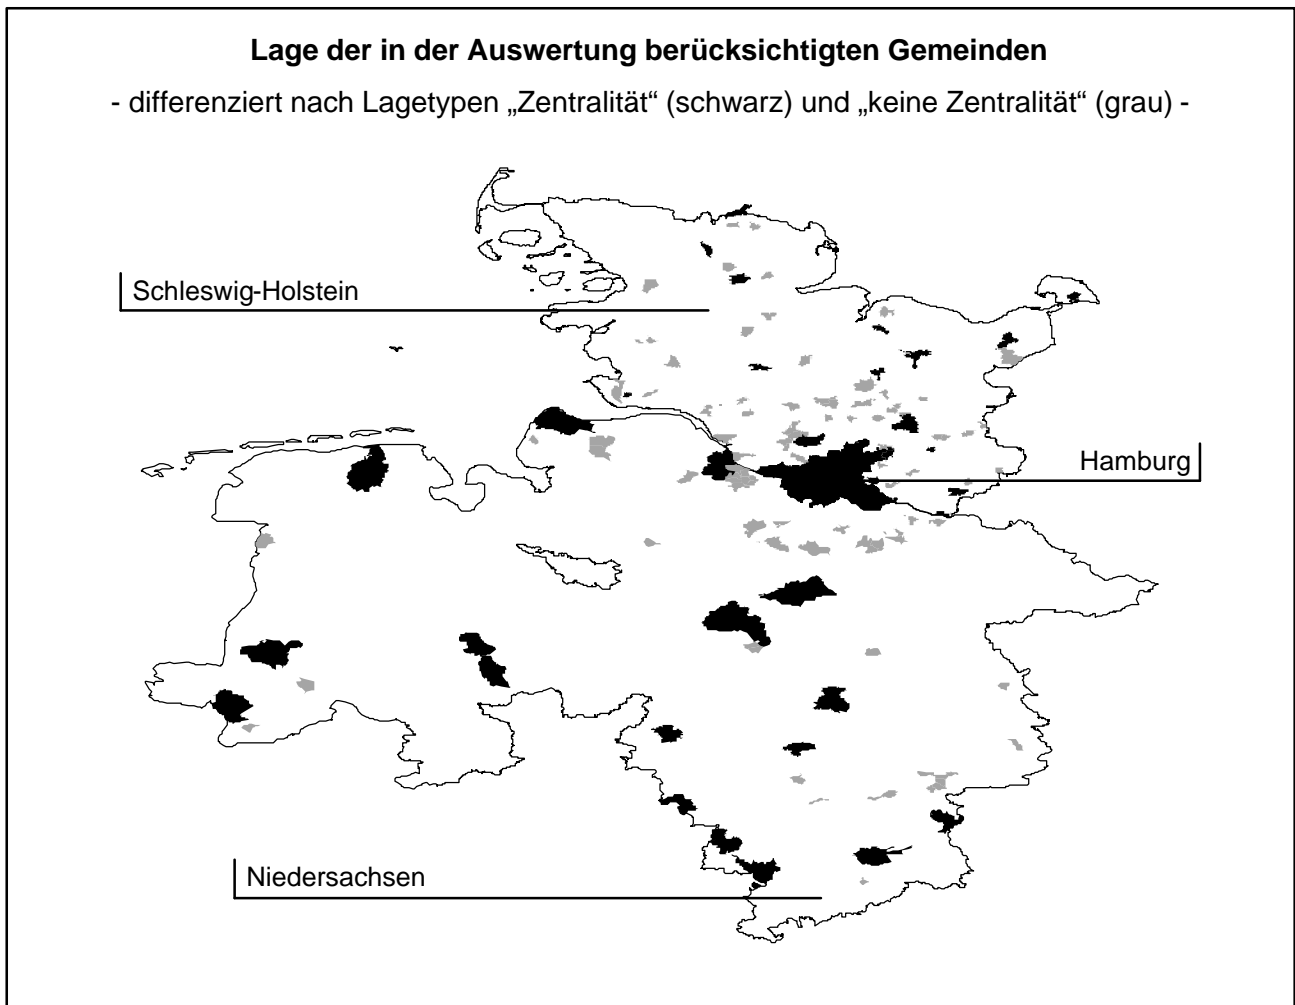 Lage der in der Auswertung berücksichtigten Gemeinden
- differenziert nach Lagetypen „Zentralität“ (schwarz) und „keine Zentralität“ (grau) -
Schleswig-Holstein
Hamburg
Niedersachsen